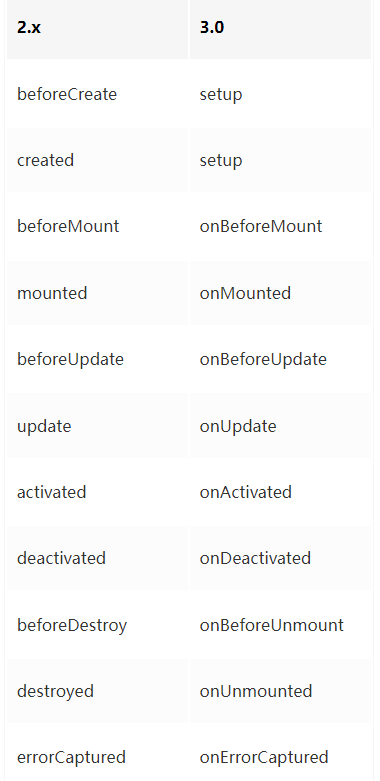 2.x 3.0
beforeCreate setup
created setup
beforeMount onBeforeMount
mounted onMounted
beforeUpdate onBeforeUpdate
update onUpdate
activated onActivated
deactivated onDeactivated
beforeDestroy onBeforeUnmount
destroyed onUnmounted
errorCaptured onErrorCaptured